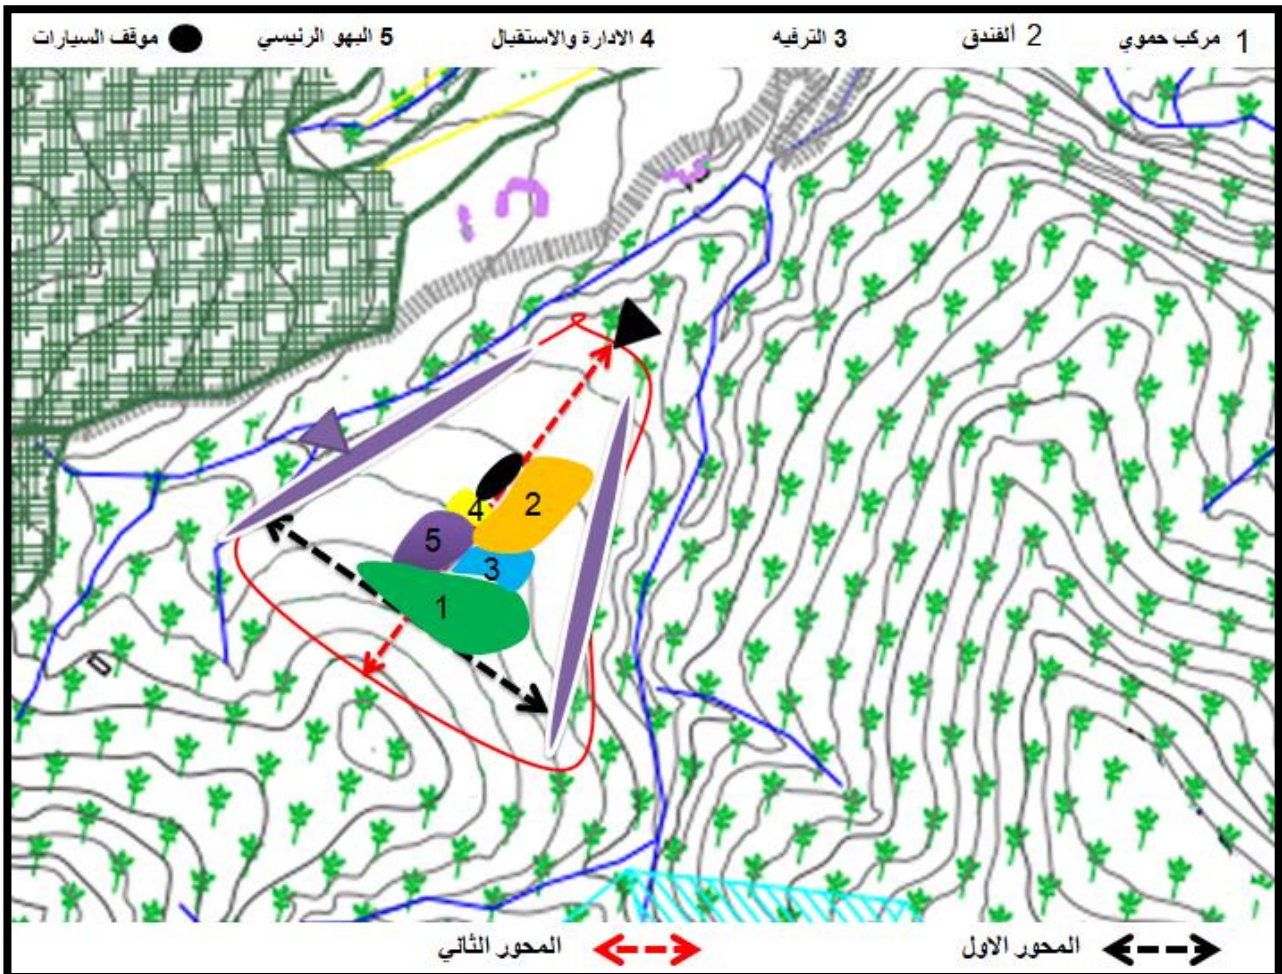 1 مركب حموي 2 ألفندق 3 الترفيه 4 الادارة والاستقبال 5 البهو الرئيسي موقف السيارات
2
4
5
3
1
المحور الاول المحور الثاني